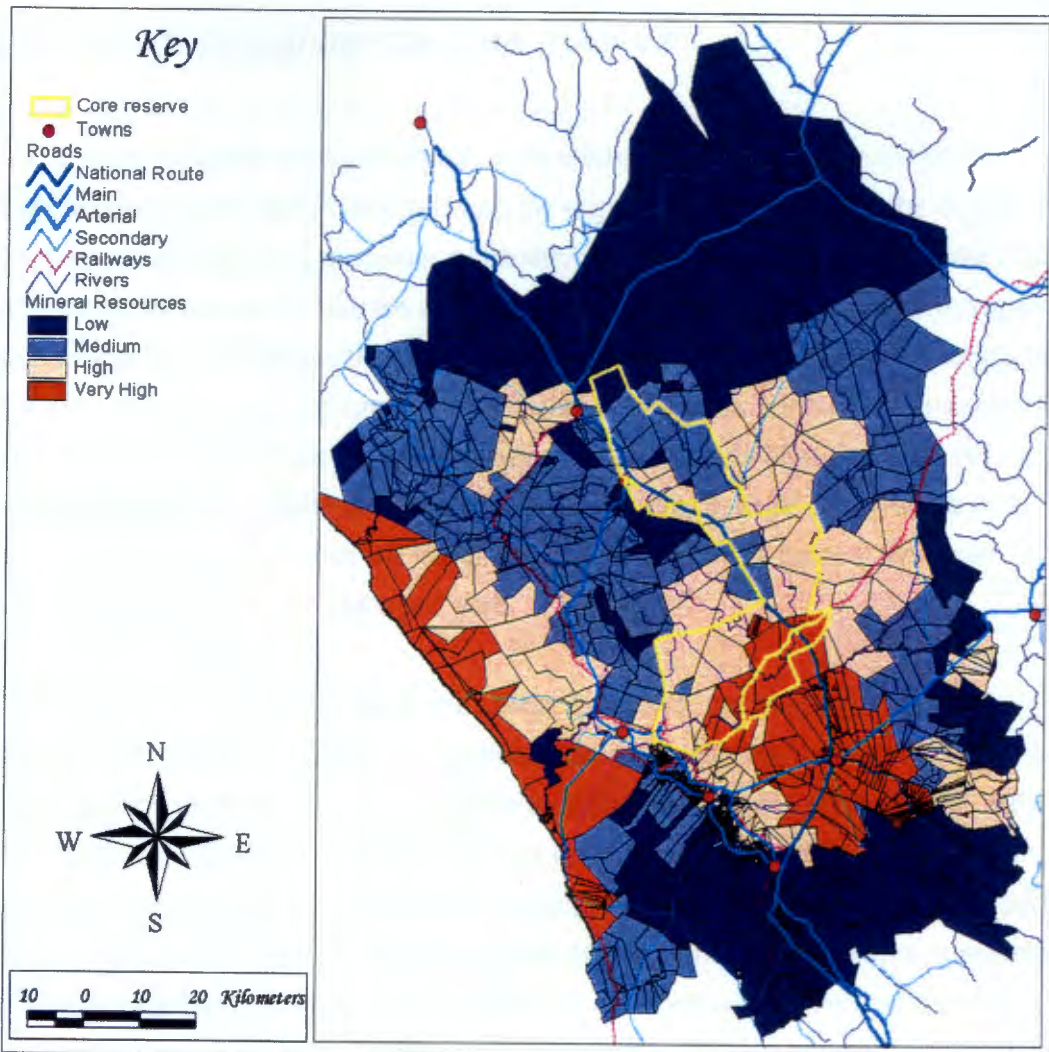 Key
Core reserve
Towns
Roads
National Route
Main
Arterial
Secondary
Railways
Rivers
Mineral Resources
Low
Medium
High
Very High
N
W E
S
10 0 10 20 Kilometers